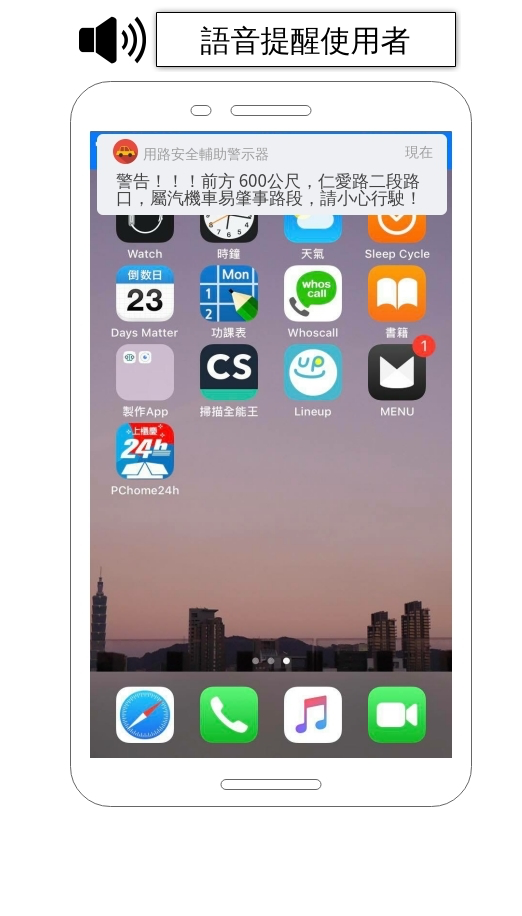 語音提醒使用者
用路安全輔助警示器
現在
警告！！！前方 600公尺，仁愛路二段路
口，屬汽機車易肇事路段，請小心行駛！
Watch
時鐘
天氣
Sleep Cycle
倒数日
23
Mon
1
2
whos
call
Days Matter
功課表
Whoscall
書籍
CS
up
1
製作App
掃描全能王
Lineup
MENU
上櫃慶
24h
PChome24h